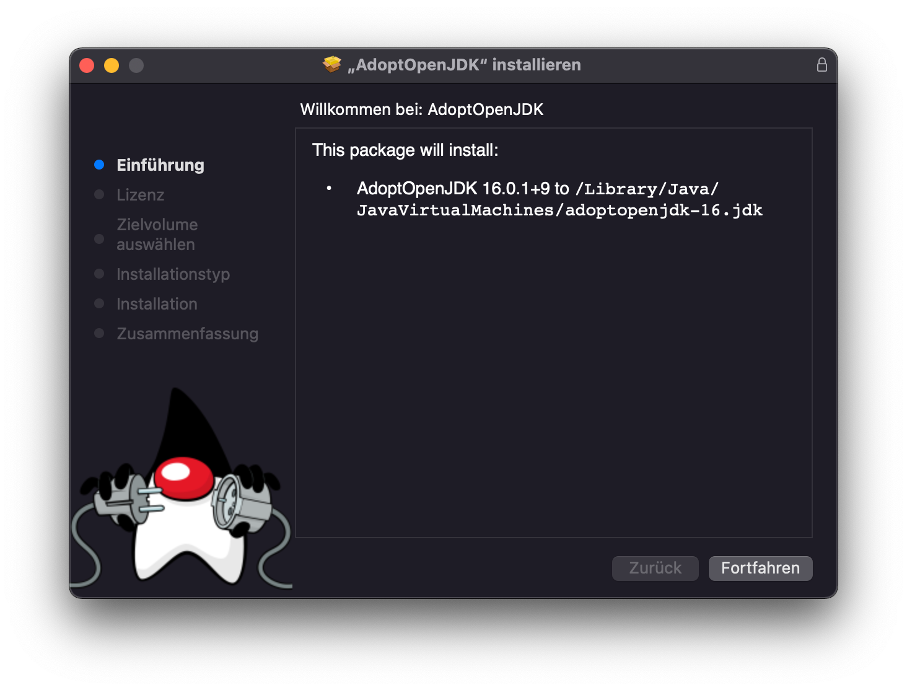 „AdoptOpenJDK“ installieren
Willkommen bei: AdoptOpenJDK
Einführung
Lizenz
Zielvolume
auswählen
Installationstyp
Installation
Zusammenfassung
This package will install:
• AdoptOpenJDK 16.0.1+9 to /Library/Java/
JavaVirtualMachines/adoptopenjdk-16.jdk
Zurück
Fortfahren